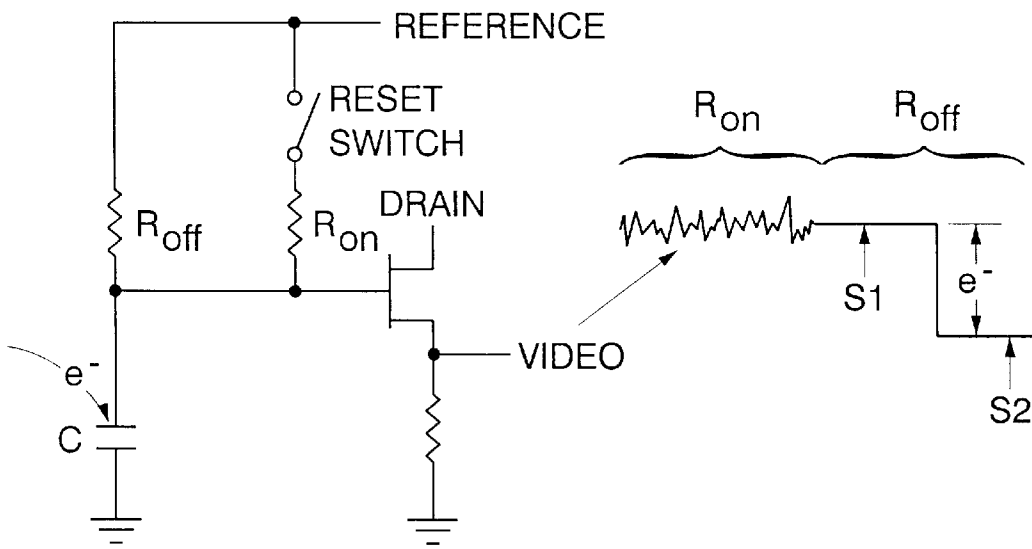 REFERENCE
RESET
SWITCH
R_on R_off
DRAIN
R_off
R_on
S1
e-
VIDEO
e-
C
S2